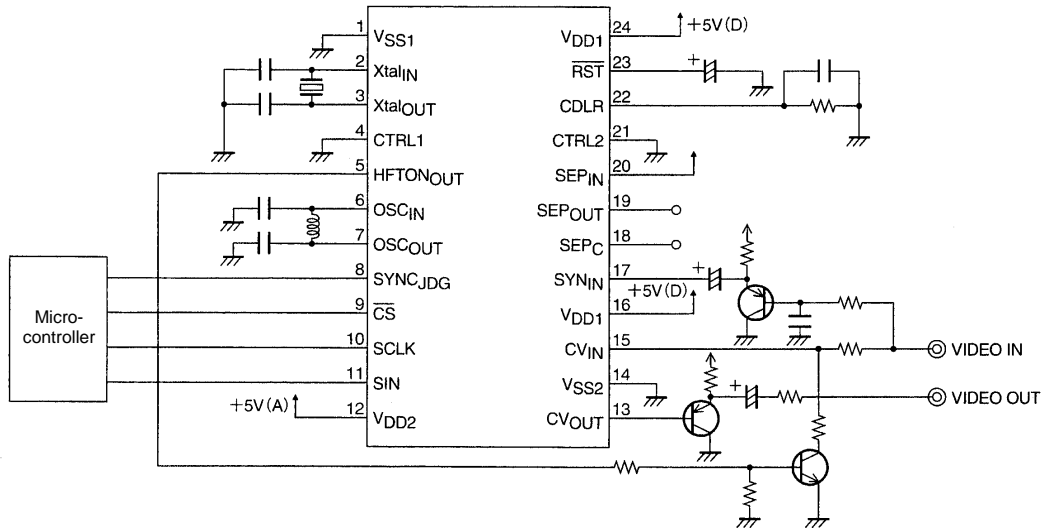 1 VSS1
2 XtalIN
3 XtalOUT
4 CTRL1
5 HFTONOUT
6 OSCIN
7 OSCOUT
8 SYNCJDG
9 CS
10 SCLK
11 SIN
+5V(A)
12 VDD2
Micro-
controller
24 VDD1
+5V(D)
23 RST
+
22 CDLR
21 CTRL2
20 SEPIN
19 SEPOUT
18 SEPC
17 SYNIN
+
+5V(D)
16 VDD1
15 CVIN
VIDEO IN
14 VSS2
+
VIDEO OUT
13 CVOUT